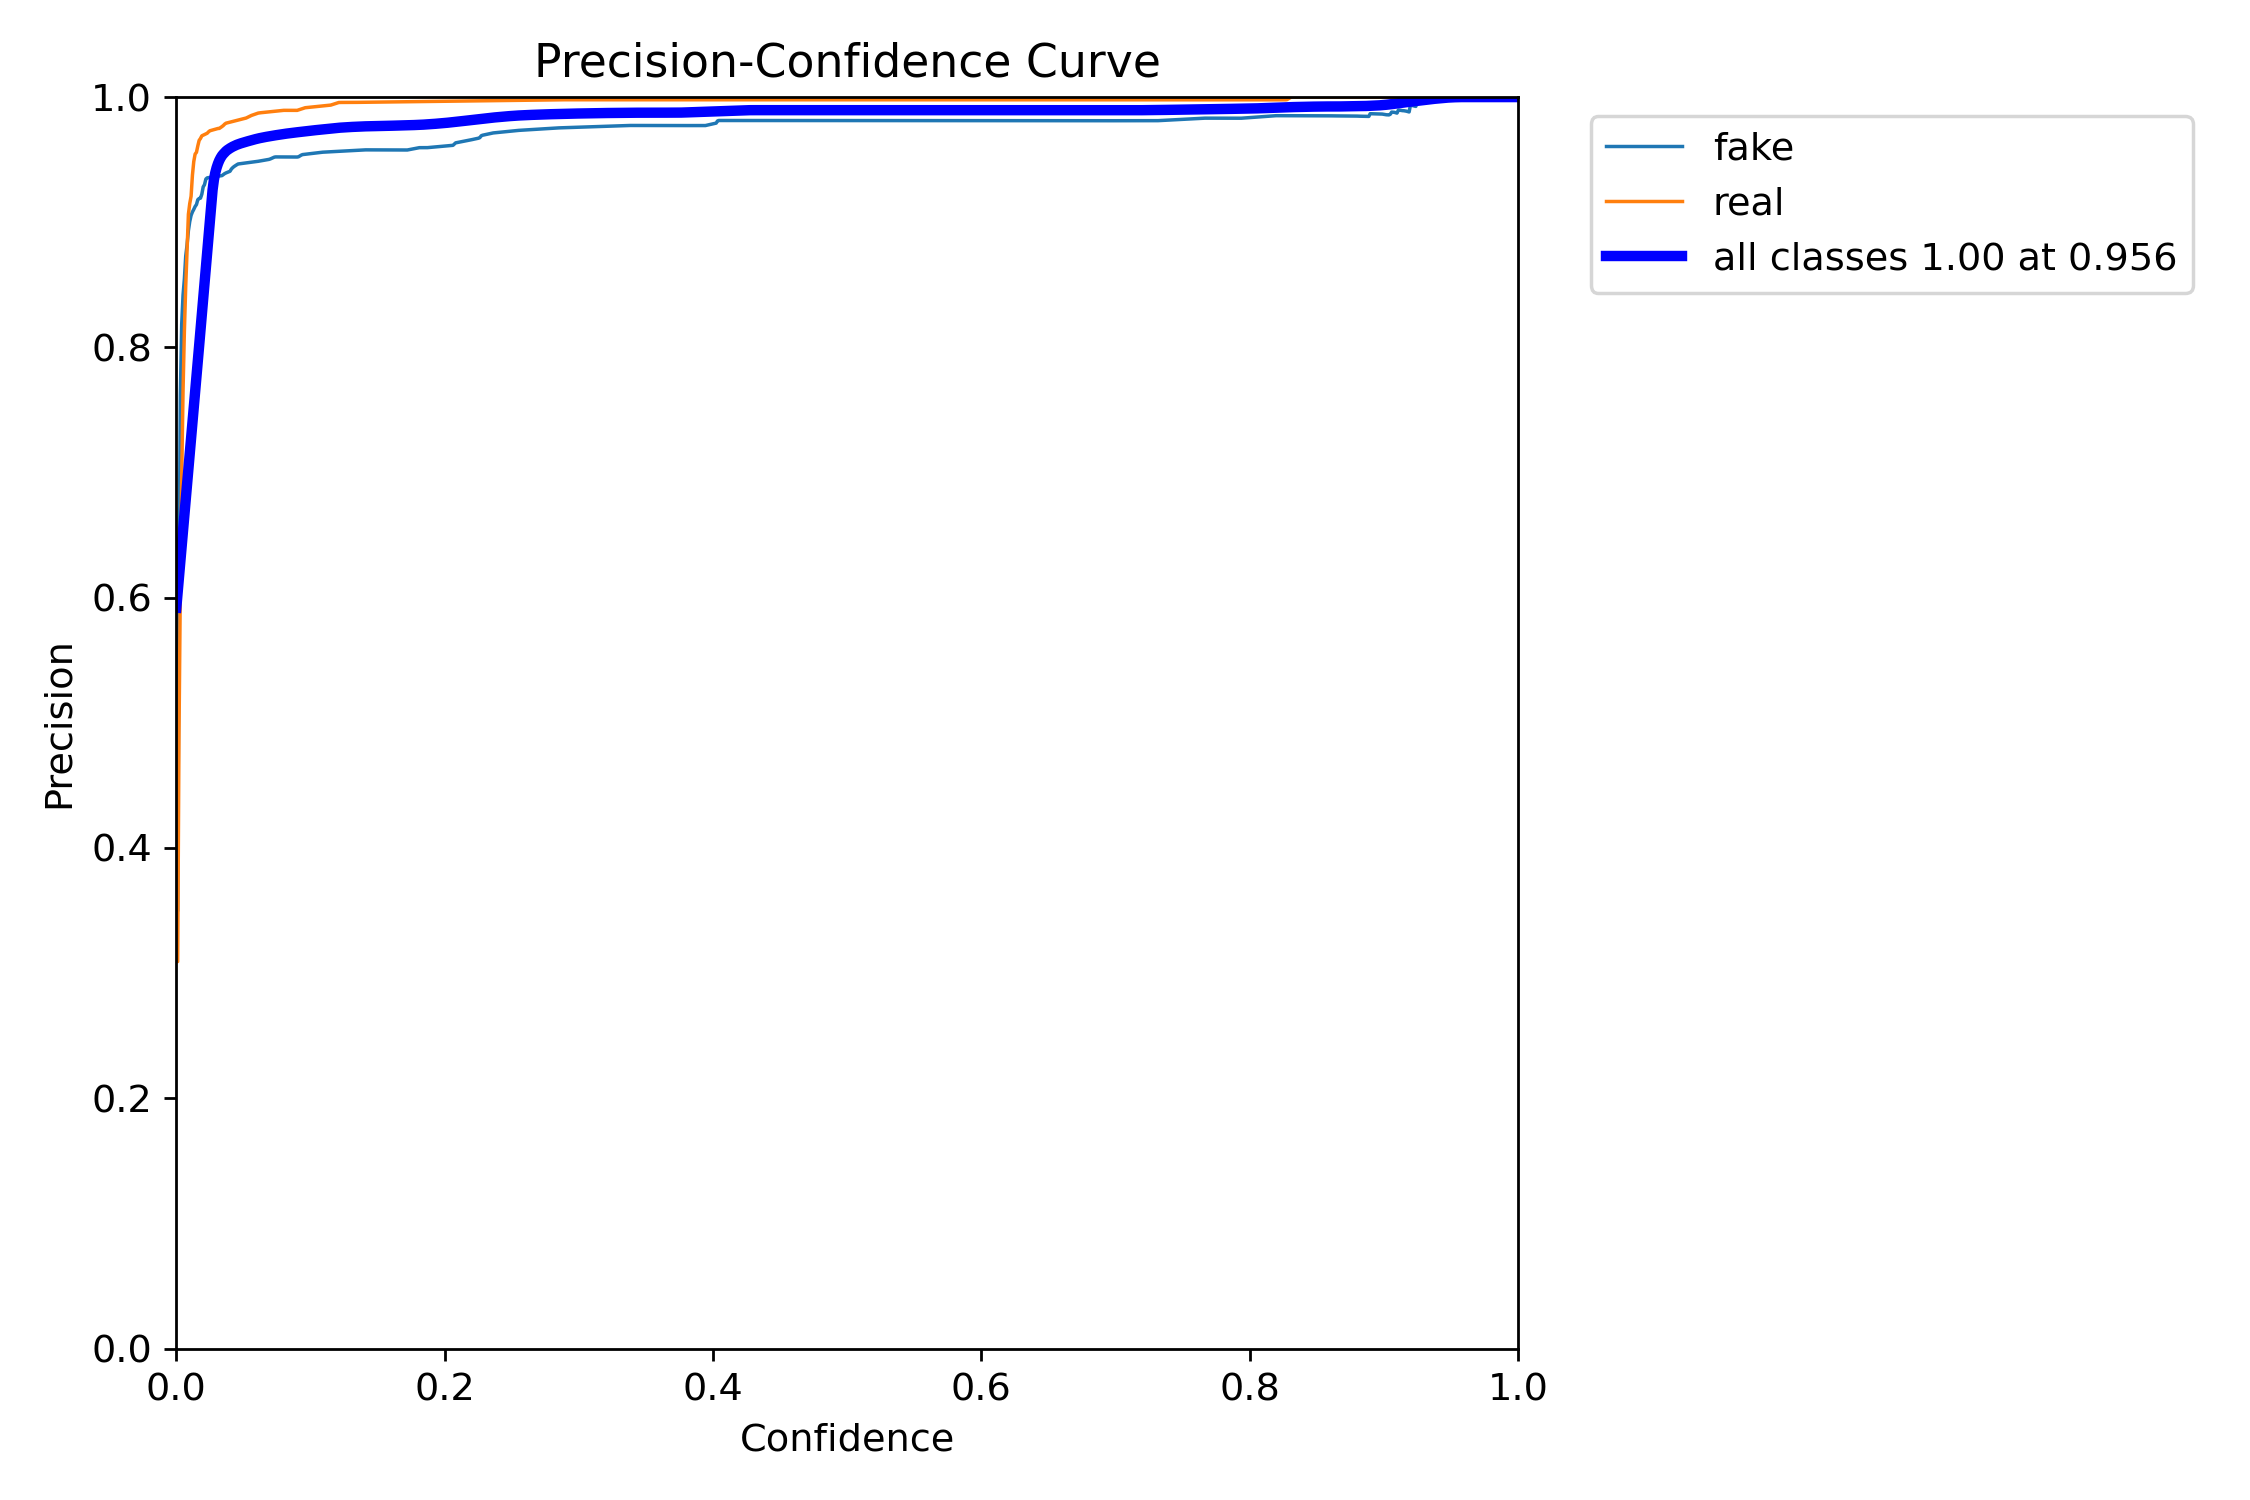 Precision-Confidence Curve
1.0
0.8
0.6
0.4
0.2
0.0
Precision
0.0 0.2 0.4 0.6 0.8 1.0
Confidence
fake
real
all classes 1.00 at 0.956